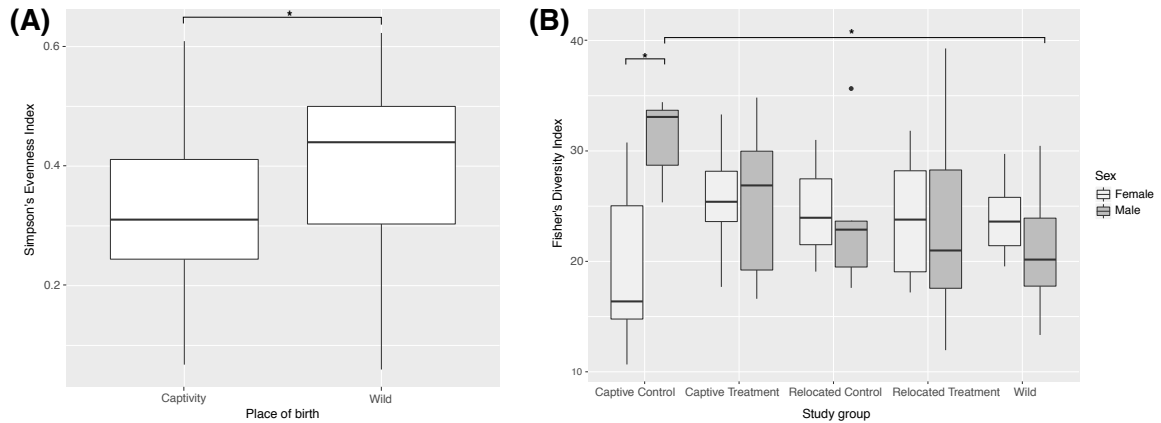 (A)
*
Simpson's Evenness Index
0.6
0.4
0.2
Captivity
Wild
Place of birth
(B)
*
*
Fisher's Diversity Index
40
30
20
10
Captive Control
Captive Treatment
Relocated Control
Relocated Treatment
Wild
Study group
Sex
Female
Male